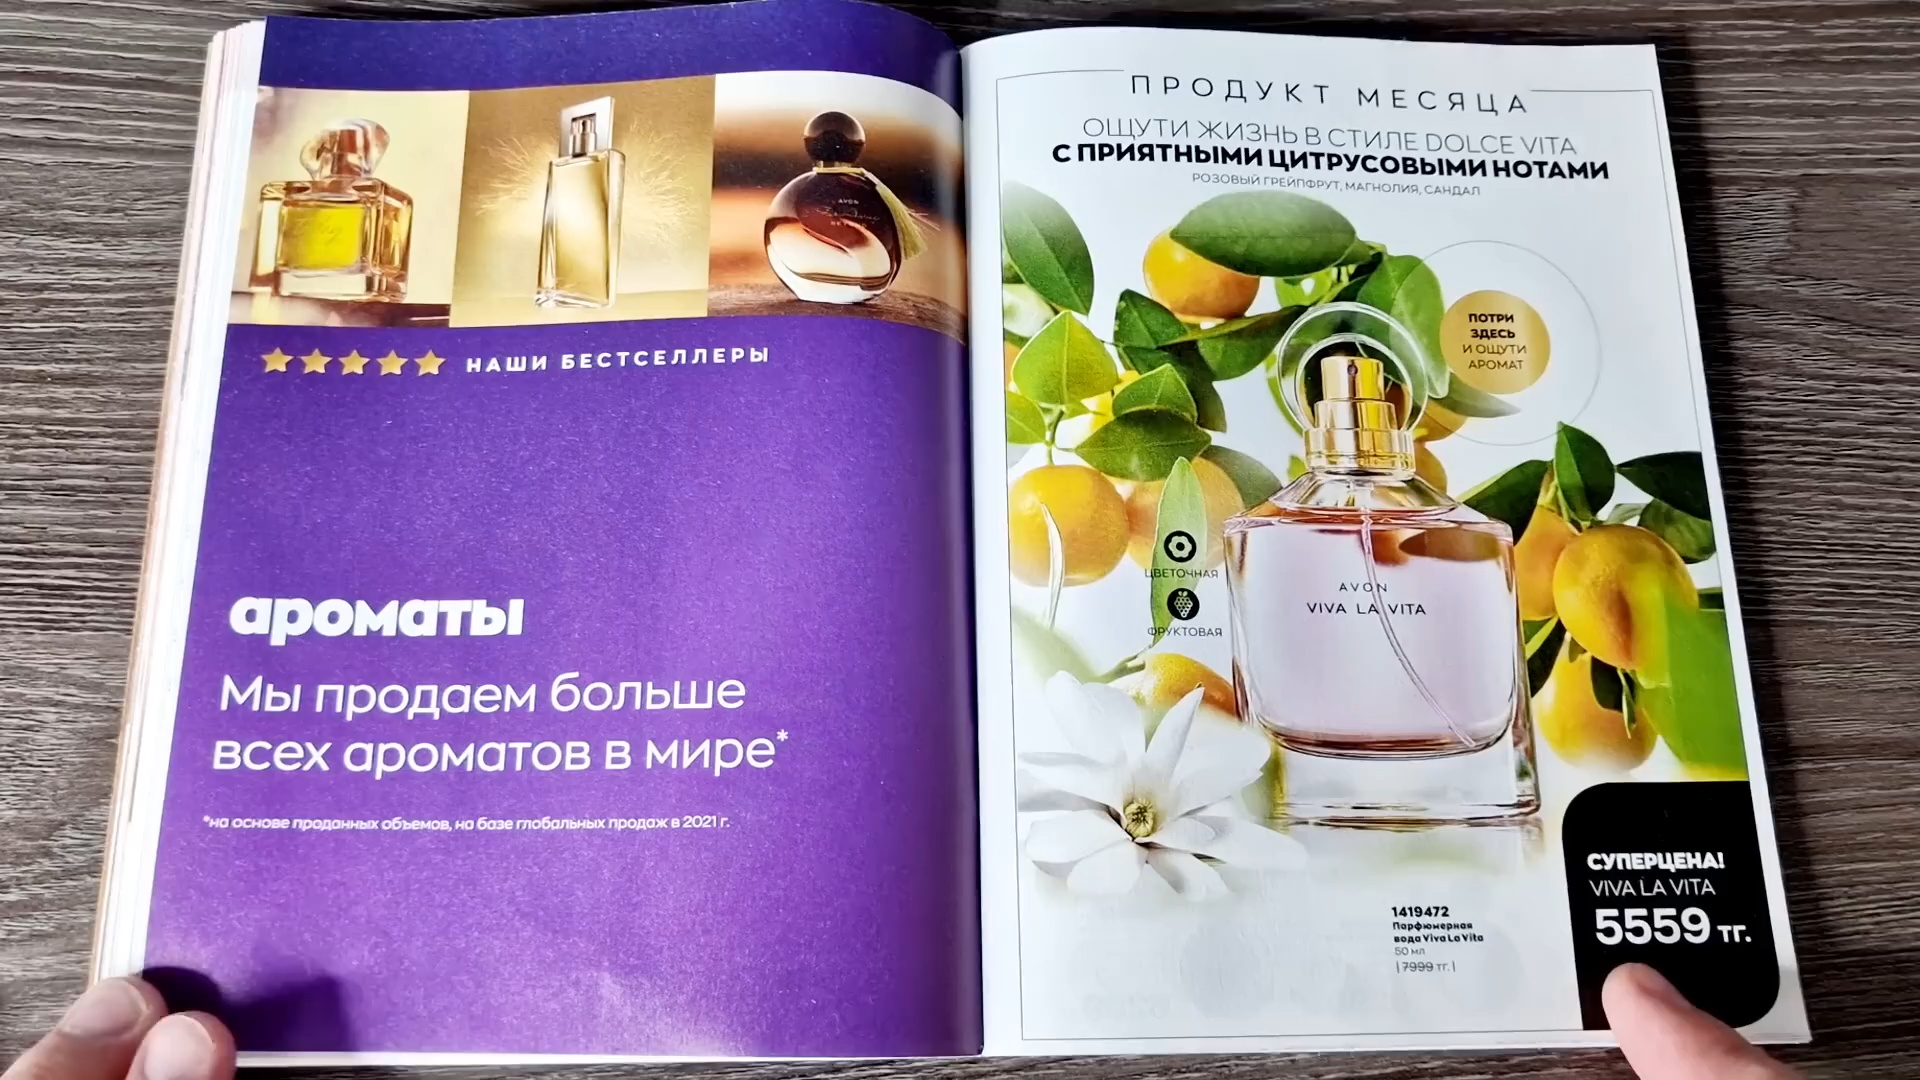 НАШИ БЕСТСЕЛЛЕРЫ
ароматы
Мы продаем больше
всех ароматов в мире*
*на основе проданных объемов, на базе глобальных продаж в 2021 г.
ПРОДУКТ МЕСЯЦА
ОЩУТИ ЖИЗНЬ В СТИЛЕ DOLCE VITA
С ПРИЯТНЫМИ ЦИТРУСОВЫМИ НОТАМИ
РОЗОВЫЙ ГРЕЙПФРУТ, МАГНОЛИЯ, САНДАЛ
ПОТРИ
ЗДЕСЬ
И ОЩУТИ
АРОМАТ
ЦВЕТОЧНАЯ
ФРУКТОВАЯ
AVON
VIVA LA VITA
1419472
Парфюмерная
вода Viva La Vita
50 мл
|7999 тг.|
СУПЕРЦЕНА!
VIVA LA VITA
5559 тг.
AVON